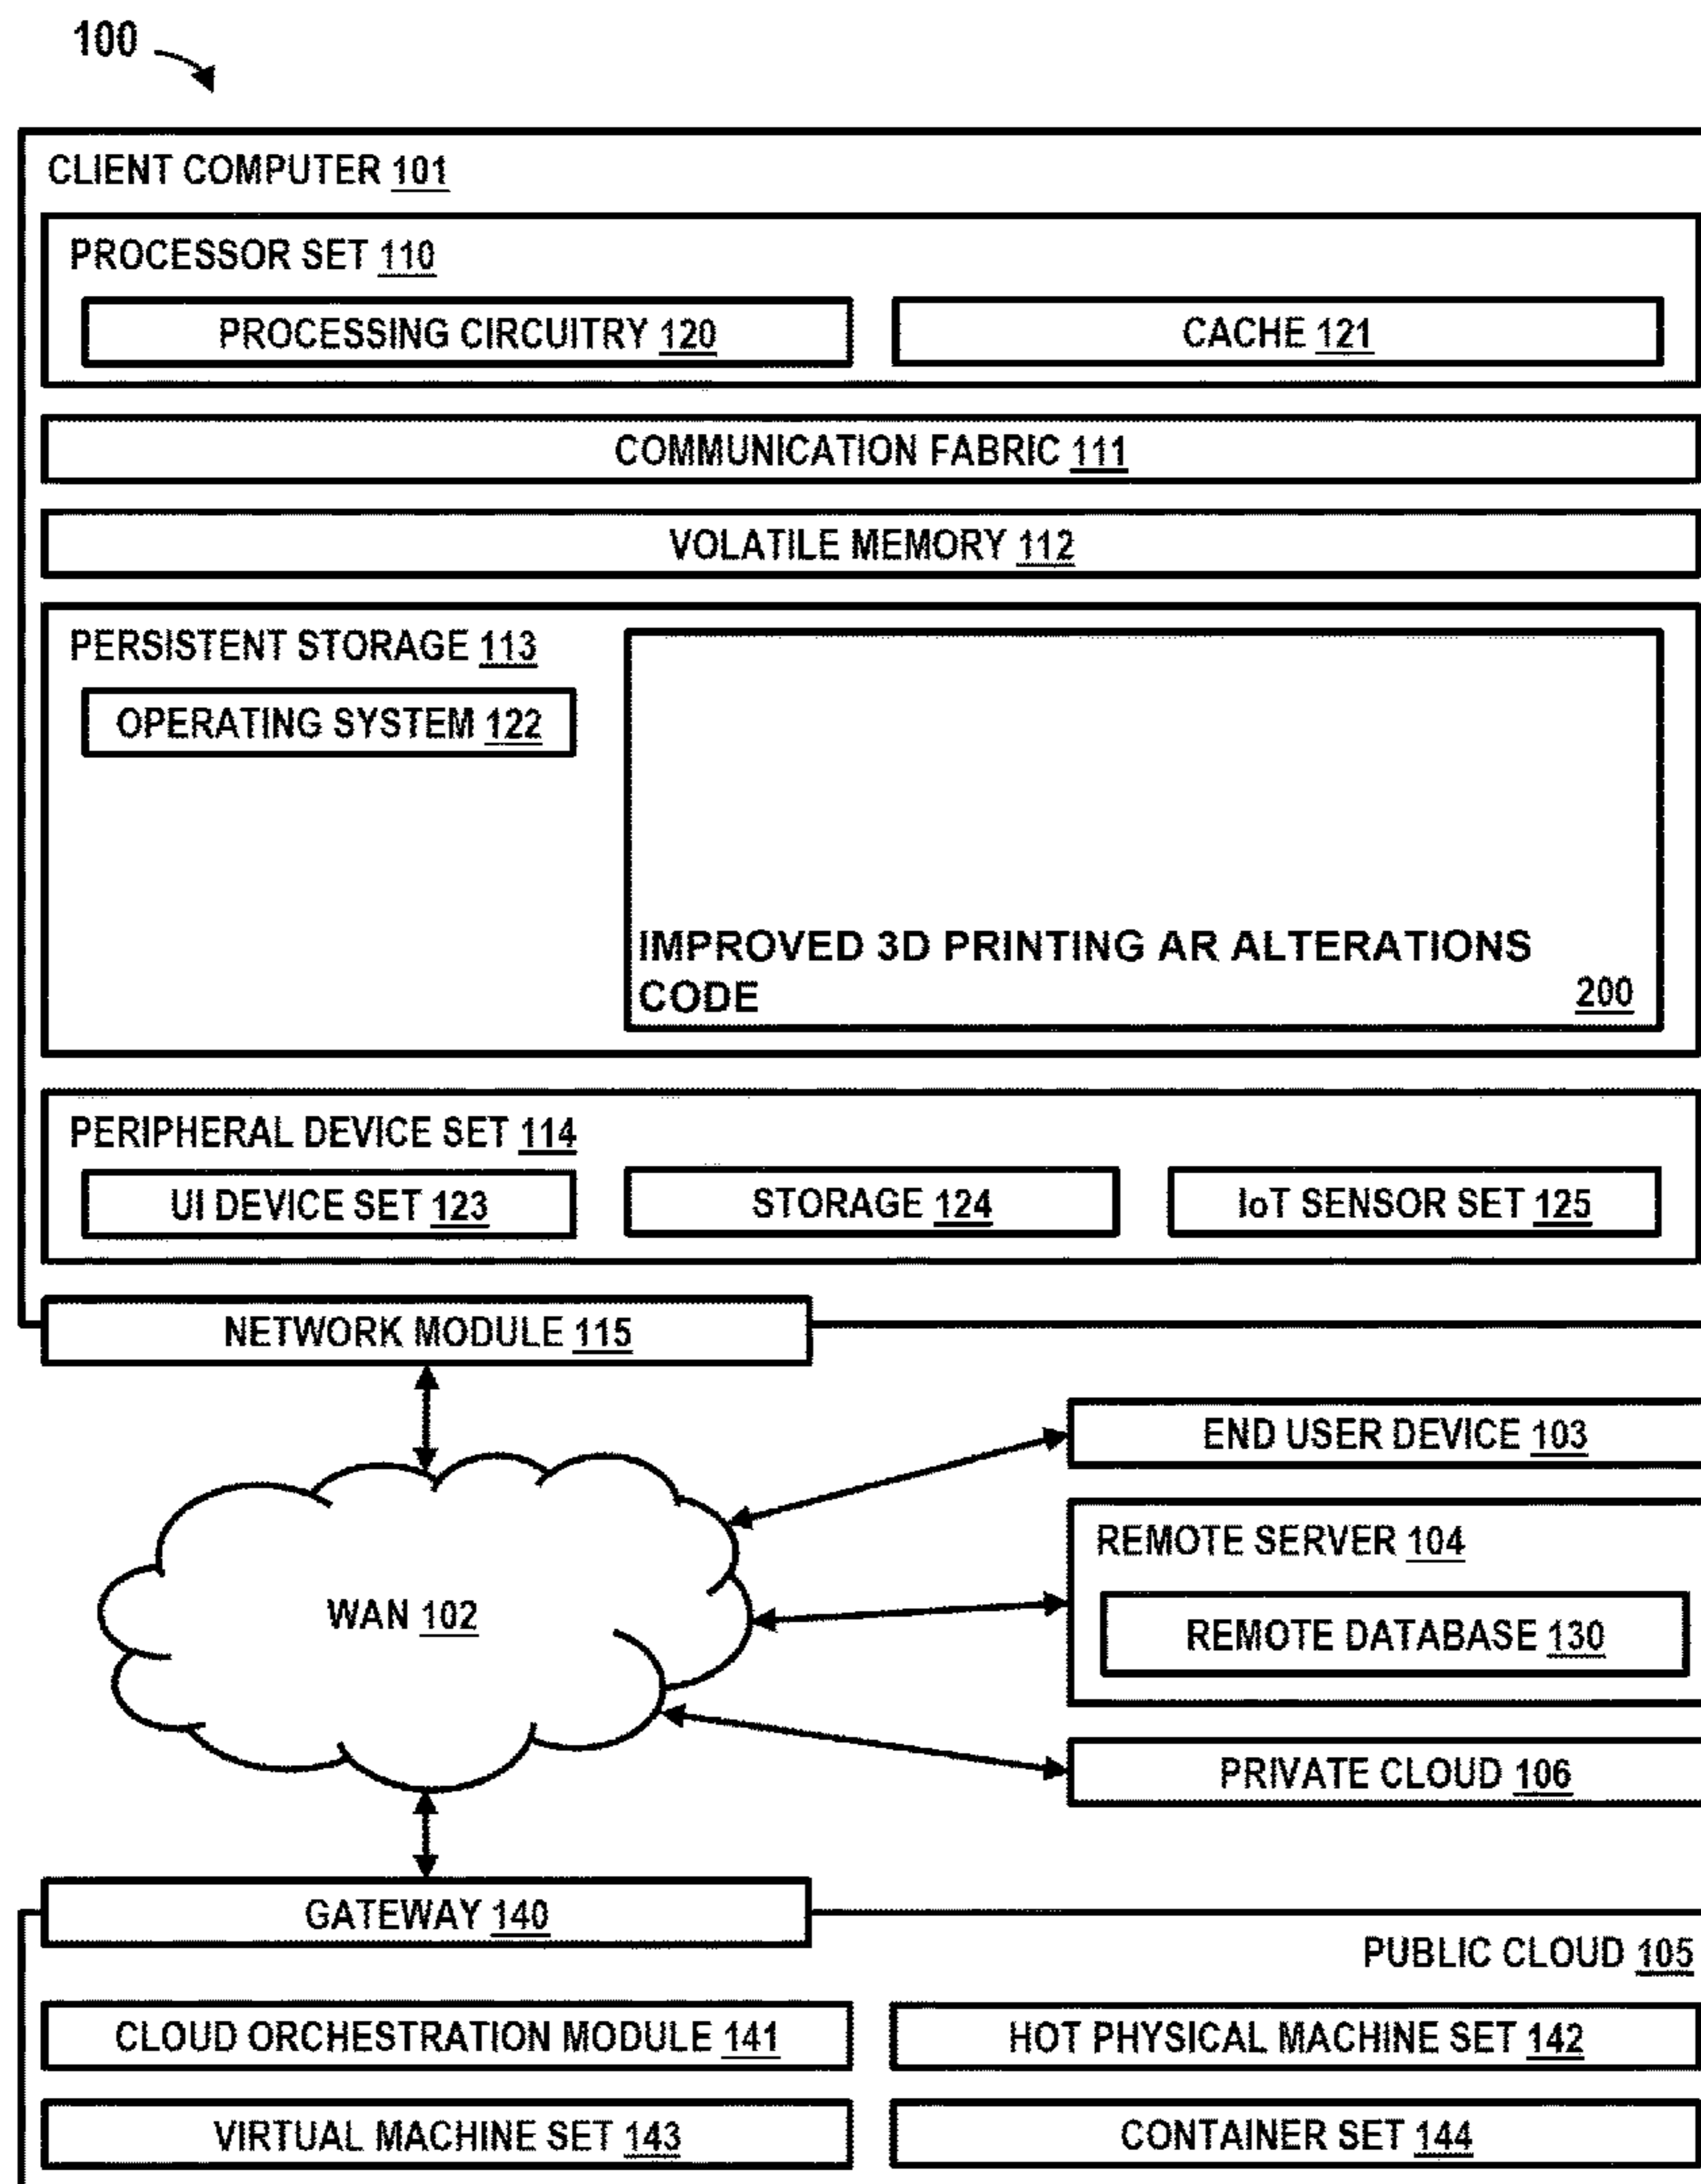 100
CLIENT COMPUTER 101
PROCESSOR SET 110
PROCESSING CIRCUITRY 120
CACHE 121
COMMUNICATION FABRIC 111
VOLATILE MEMORY 112
PERSISTENT STORAGE 113
OPERATING SYSTEM 122
IMPROVED 3D PRINTING AR ALTERATIONS
CODE 200
PERIPHERAL DEVICE SET 114
UI DEVICE SET 123
STORAGE 124
IoT SENSOR SET 125
NETWORK MODULE 115
END USER DEVICE 103
REMOTE SERVER 104
WAN 102
REMOTE DATABASE 130
PRIVATE CLOUD 106
GATEWAY 140
PUBLIC CLOUD 105
CLOUD ORCHESTRATION MODULE 141
HOT PHYSICAL MACHINE SET 142
VIRTUAL MACHINE SET 143
CONTAINER SET 144